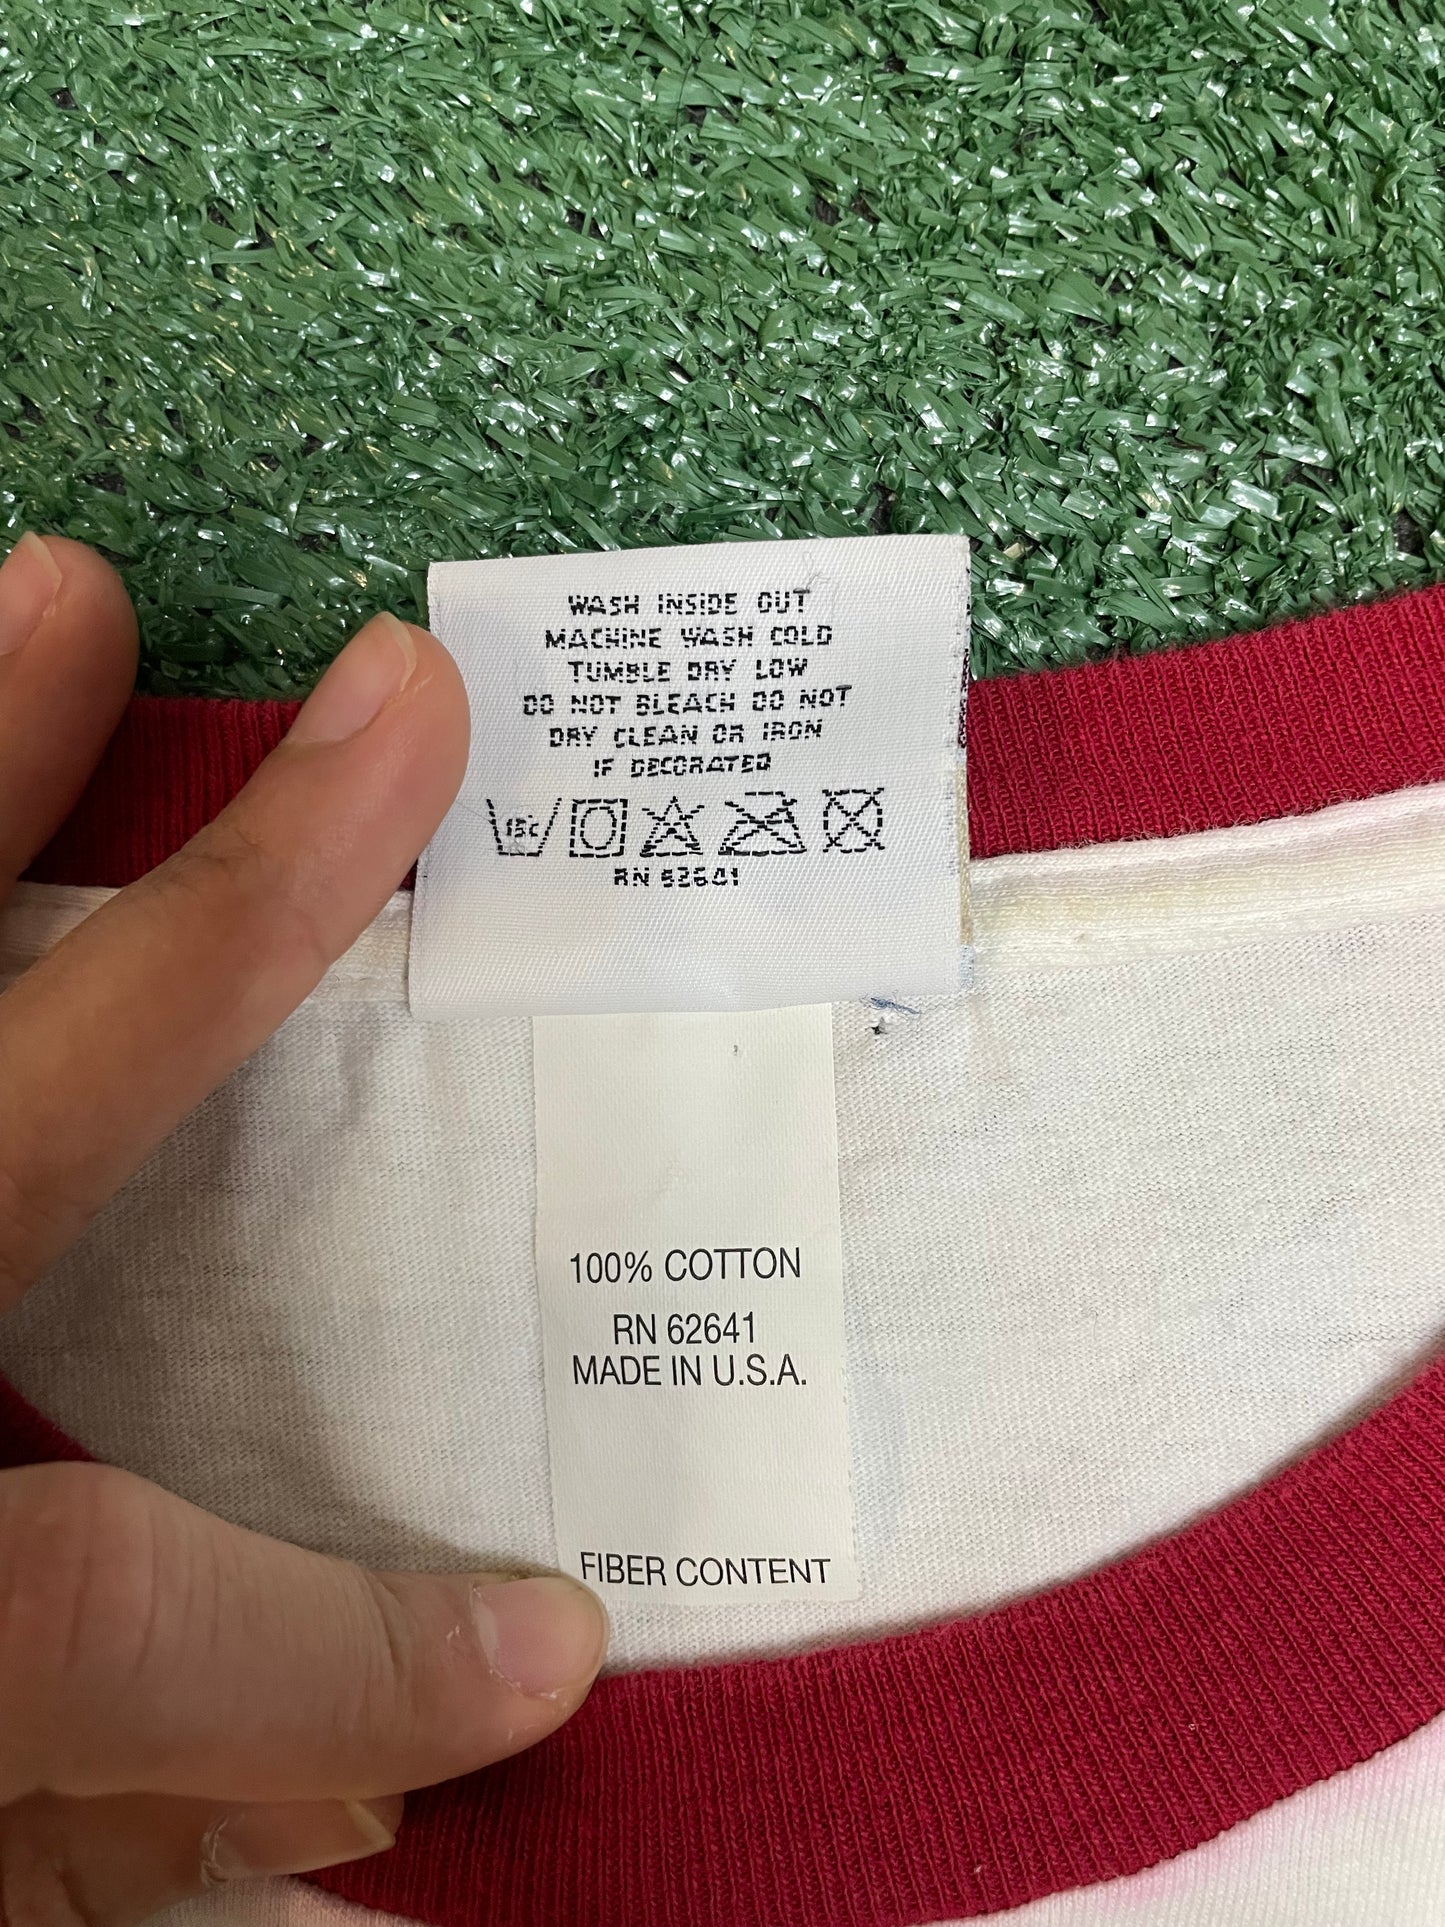 WASH INSIDE OUT
MACHINE WASH COLD
TUMBLE DRY LOW
DO NOT BLEACH DO NOT
DRY CLEAN OR IRON
IF DECORATED
15C
RN 62641
100% COTTON
RN 62641
MADE IN U.S.A.
FIBER CONTENT